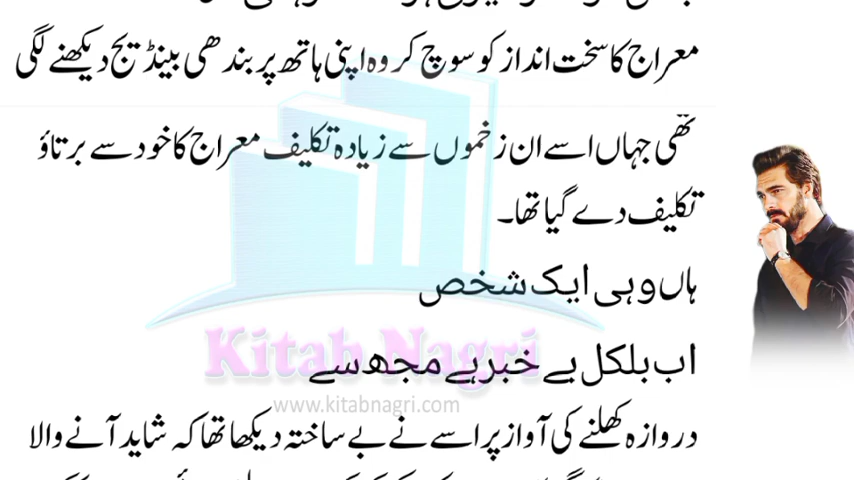 معراج کا سخت انداز کو سوچ کر وہ اپنی ہاتھ پر بندھی بینڈیج دیکھنے لگی
تھی جہاں اسے ان زخموں سے زیادہ تکلیف معراج کا خود سے برتاؤ
تکلیف دے گیا تھا۔
ہاں وہی ایک شخص
اب بلکل بے خبر ہے مجھ سے
Kitab Nagri
www.kitabnagri.com
دروازہ کھلنے کی آواز پر اسے نے بے ساختہ دیکھا تھا کہ شاید آنے والا